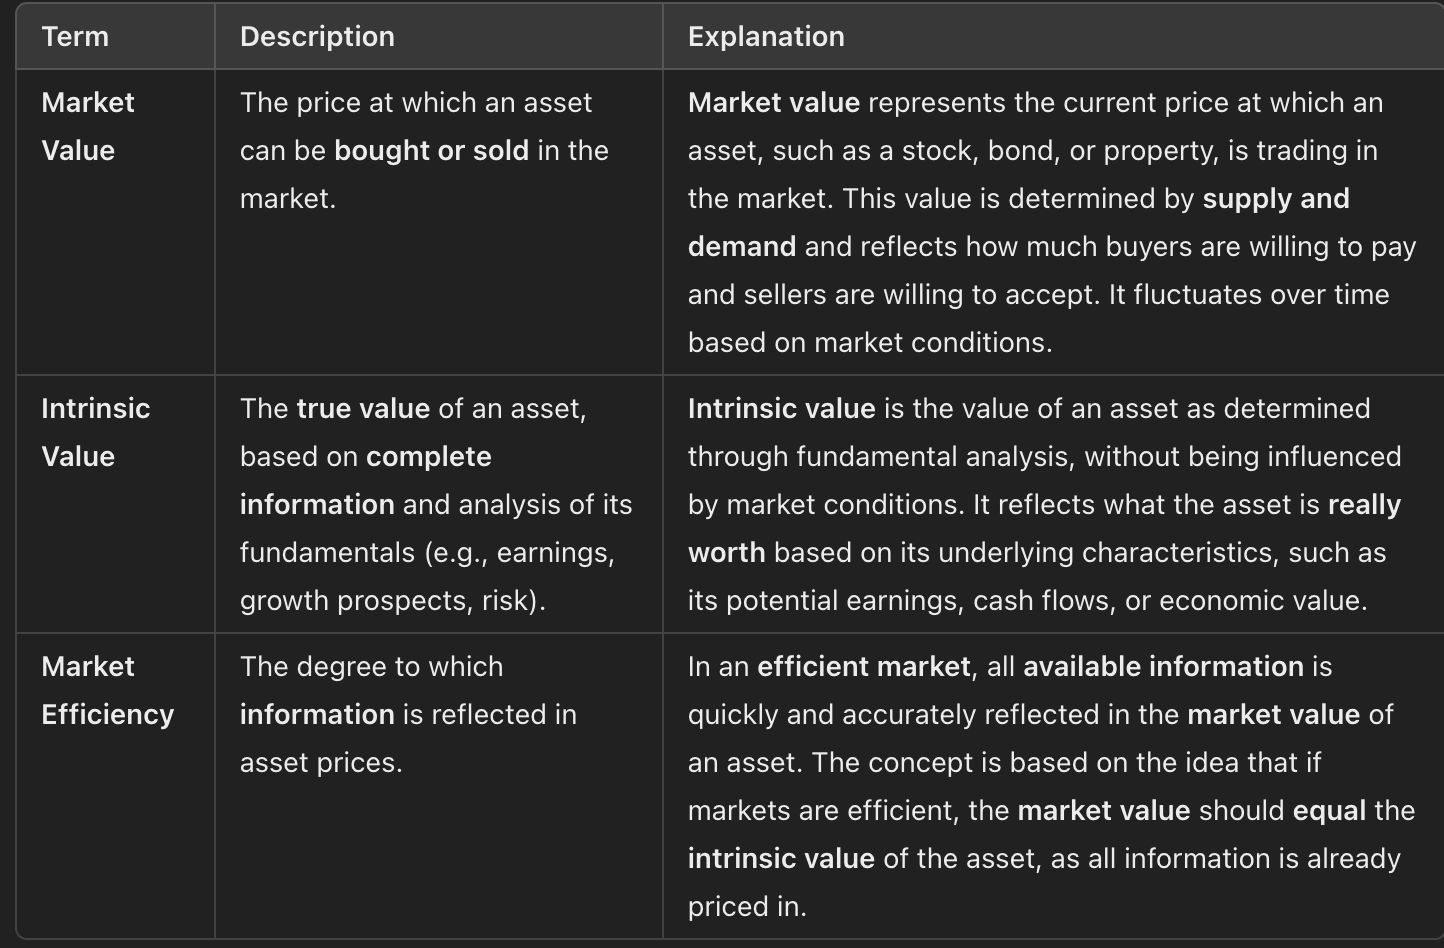 Term
Description
Explanation
Market
Value
The price at which an asset
can be bought or sold in the
market.
Market value represents the current price at which an
asset, such as a stock, bond, or property, is trading in
the market. This value is determined by supply and
demand and reflects how much buyers are willing to pay
and sellers are willing to accept. It fluctuates over time
based on market conditions.
Intrinsic
Value
The true value of an asset,
based on complete
information and analysis of its
fundamentals (e.g., earnings,
growth prospects, risk).
Intrinsic value is the value of an asset as determined
through fundamental analysis, without being influenced
by market conditions. It reflects what the asset is really
worth based on its underlying characteristics, such as
its potential earnings, cash flows, or economic value.
Market
Efficiency
The degree to which
information is reflected in
asset prices.
In an efficient market, all available information is
quickly and accurately reflected in the market value of
an asset. The concept is based on the idea that if
markets are efficient, the market value should equal the
intrinsic value of the asset, as all information is already
priced in.